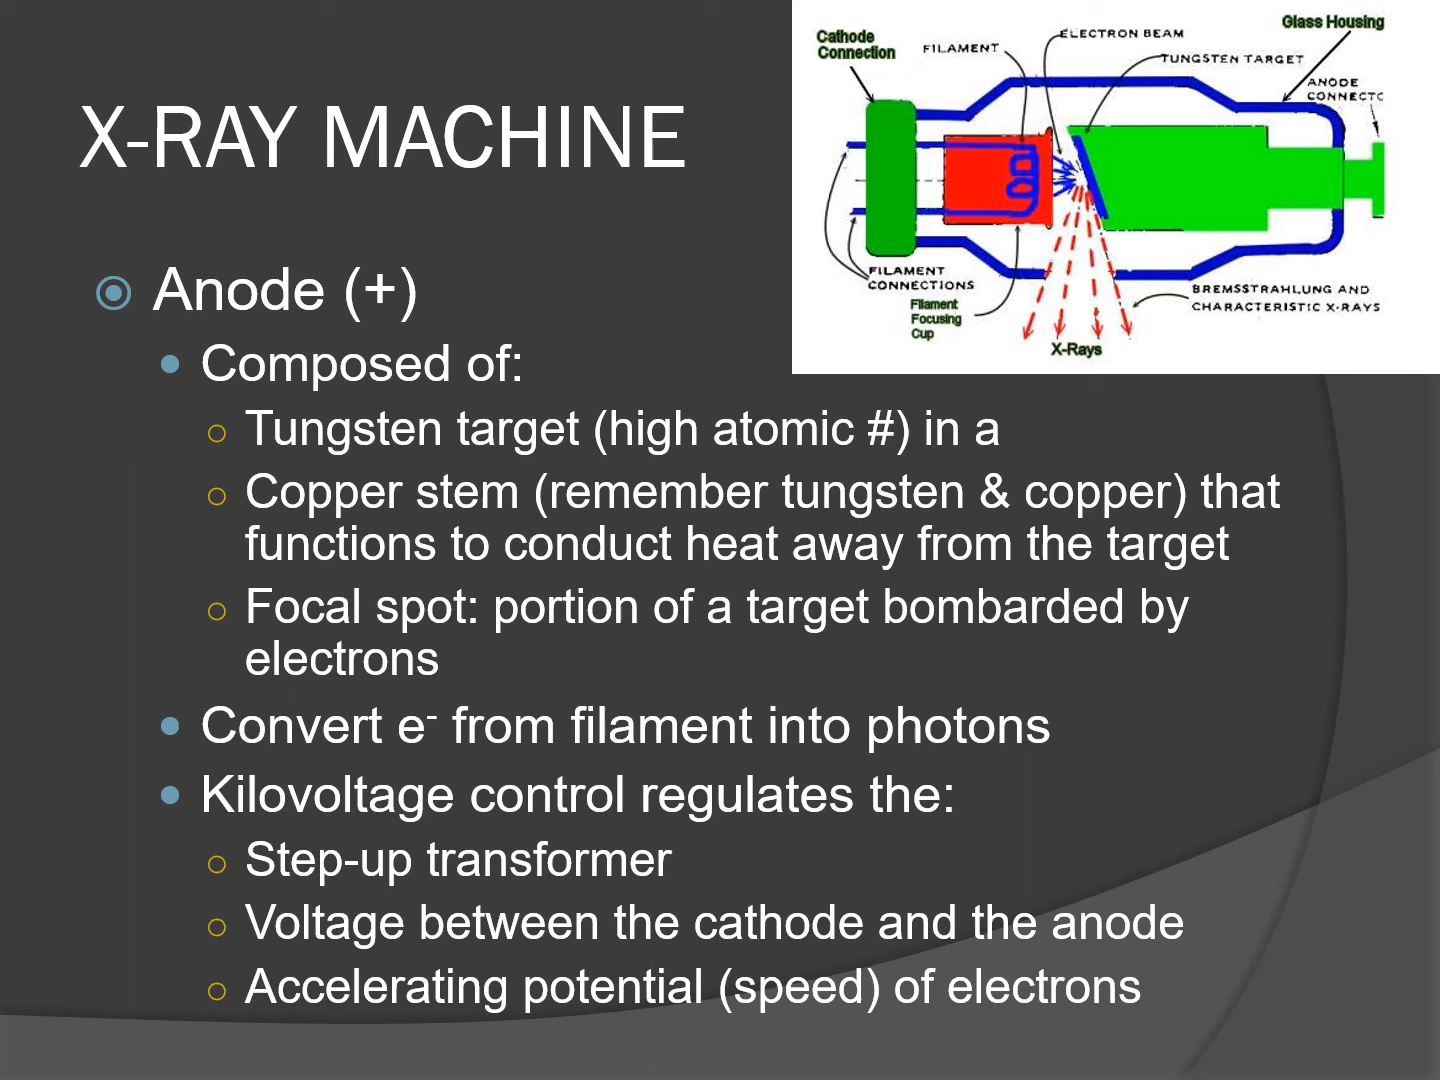 X-RAY MACHINE
Cathode
Connection
FILAMENT
ELECTRON BEAM
Glass Housing
TUNGSTEN TARGET
ANODE
CONNECTC
FILAMENT
CONNECTIONS
Filament
Focusing
Cup
BREMSSTRAHLUNG AND
CHARACTERISTIC X-RAYS
X-Rays
Anode (+)
Composed of:
Tungsten target (high atomic #) in a
Copper stem (remember tungsten & copper) that
functions to conduct heat away from the target
Focal spot: portion of a target bombarded by
electrons
Convert e⁻ from filament into photons
Kilovoltage control regulates the:
Step-up transformer
Voltage between the cathode and the anode
Accelerating potential (speed) of electrons